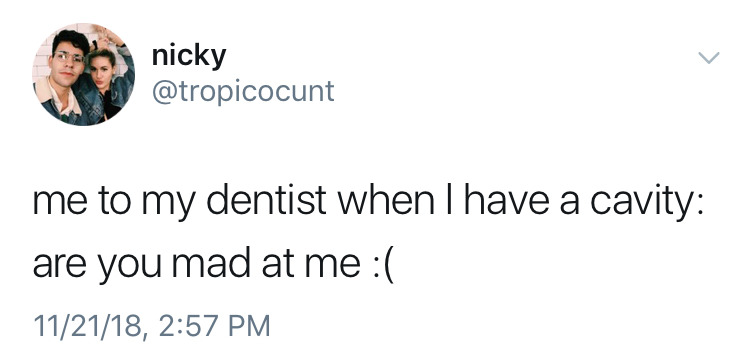 nicky
@tropicocunt
me to my dentist when I have a cavity:
are you mad at me :(
11/21/18, 2:57 PM